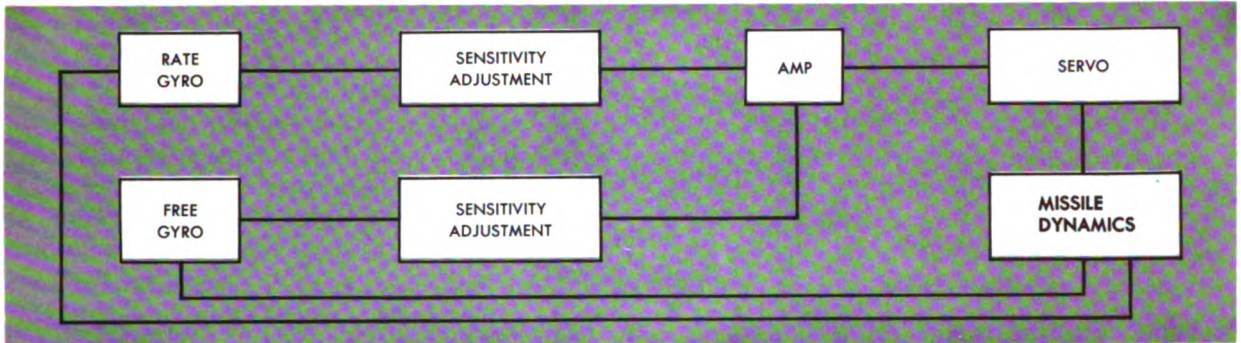 RATE
GYRO
SENSITIVITY
ADJUSTMENT
AMP
SERVO
FREE
GYRO
SENSITIVITY
ADJUSTMENT
MISSILE
DYNAMICS